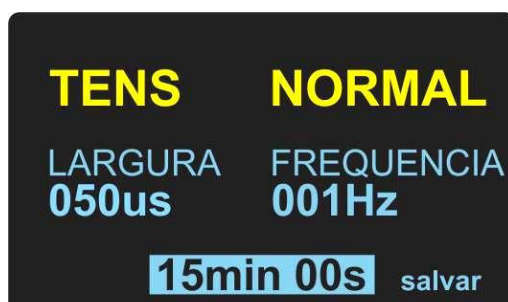 TENS NORMAL
LARGURA FREQUENCIA
050us 001Hz
15min 00s salvar